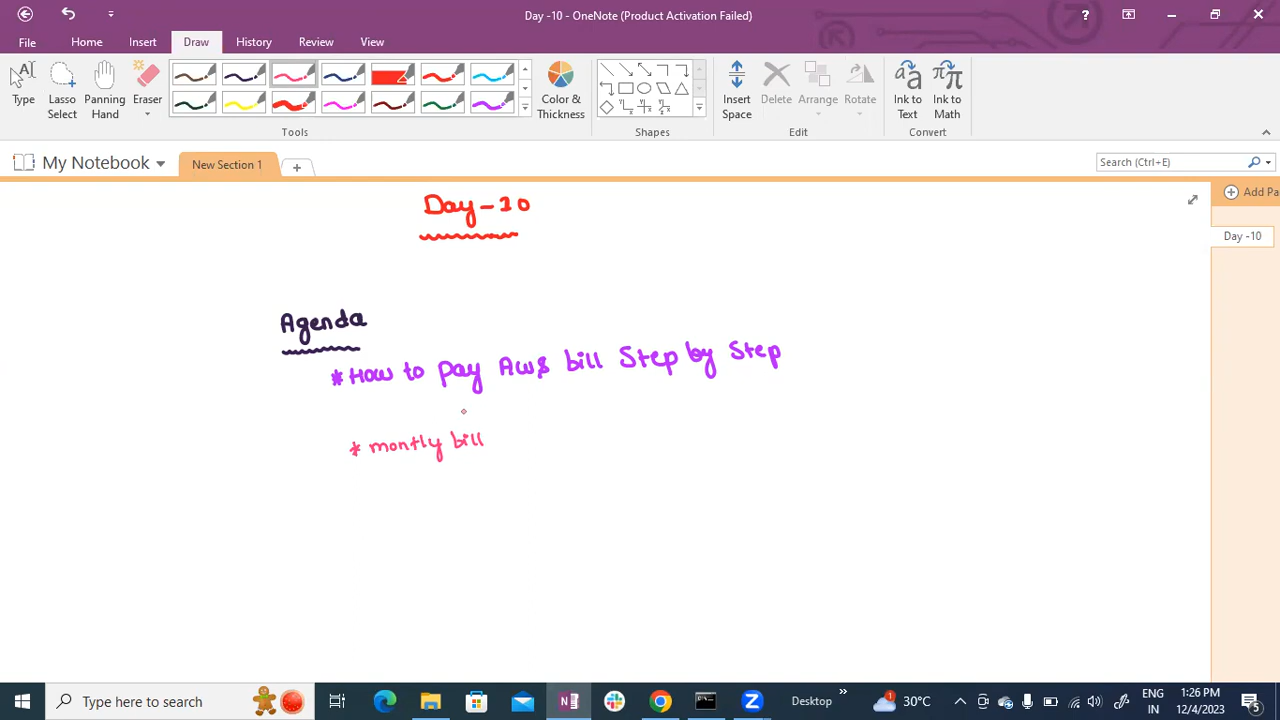 Day -10 - OneNote (Product Activation Failed)
File Home Insert Draw History Review View
Type Lasso Select Panning Hand Eraser Color & Thickness Insert Space Delete Arrange Rotate Ink to Text Ink to Math
Tools Shapes Edit Convert
My Notebook New Section 1 Search (Ctrl+E)
Day-10 Add Pa
Day -10
Agenda
*How to pay AWS bill Step by Step
* montly bill
Type here to search Desktop 30°C ENG IN 1:26 PM 12/4/2023 5